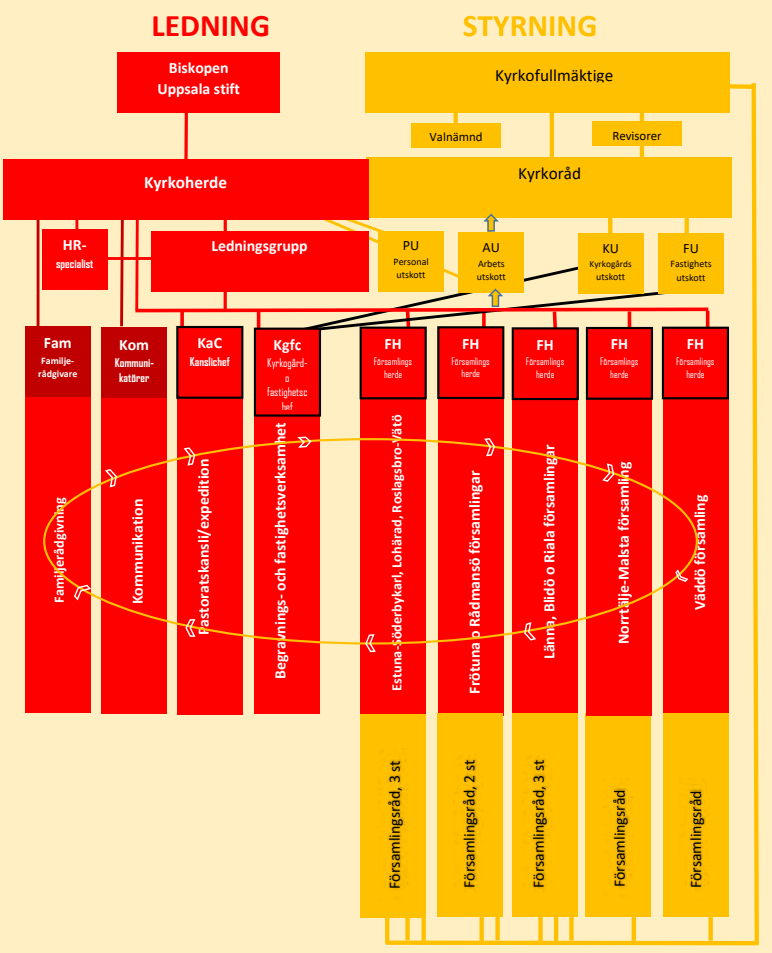 LEDNING
STYRNING
Biskopen
Uppsala stift
Kyrkofullmäktige
Valnämnd
Revisorer
Kyrkoherde
Kyrkoråd
HR-
specialist
Ledningsgrupp
PU
Personal
utskott
AU
Arbets
utskott
KU
Kyrkogårds
utskott
FU
Fastighets
utskott
Fam
Familje-
rådgivare
Kom
Kommuni-
katörer
KaC
Kanslichef
Kgfc
Kyrkogård-
o
fastighetsc
hef
FH
Församlings
herde
FH
Församlings
herde
FH
Församlings
herde
FH
Församlings
herde
FH
Församlings
herde
Familjerådgivning
Kommunikation
Pastoratskansli/expedition
Begravnings- och fastighetsverksamhet
Estuna-Söderbykarl, Lohärad, Roslagsbro-Vätö
Frötuna o Rådmansö församlingar
Länna, Blidö o Riala församlingar
Norrtälje-Malsta församling
Väddö församling
Församlingsråd, 3 st
Församlingsråd, 2 st
Församlingsråd, 3 st
Församlingsråd
Församlingsråd